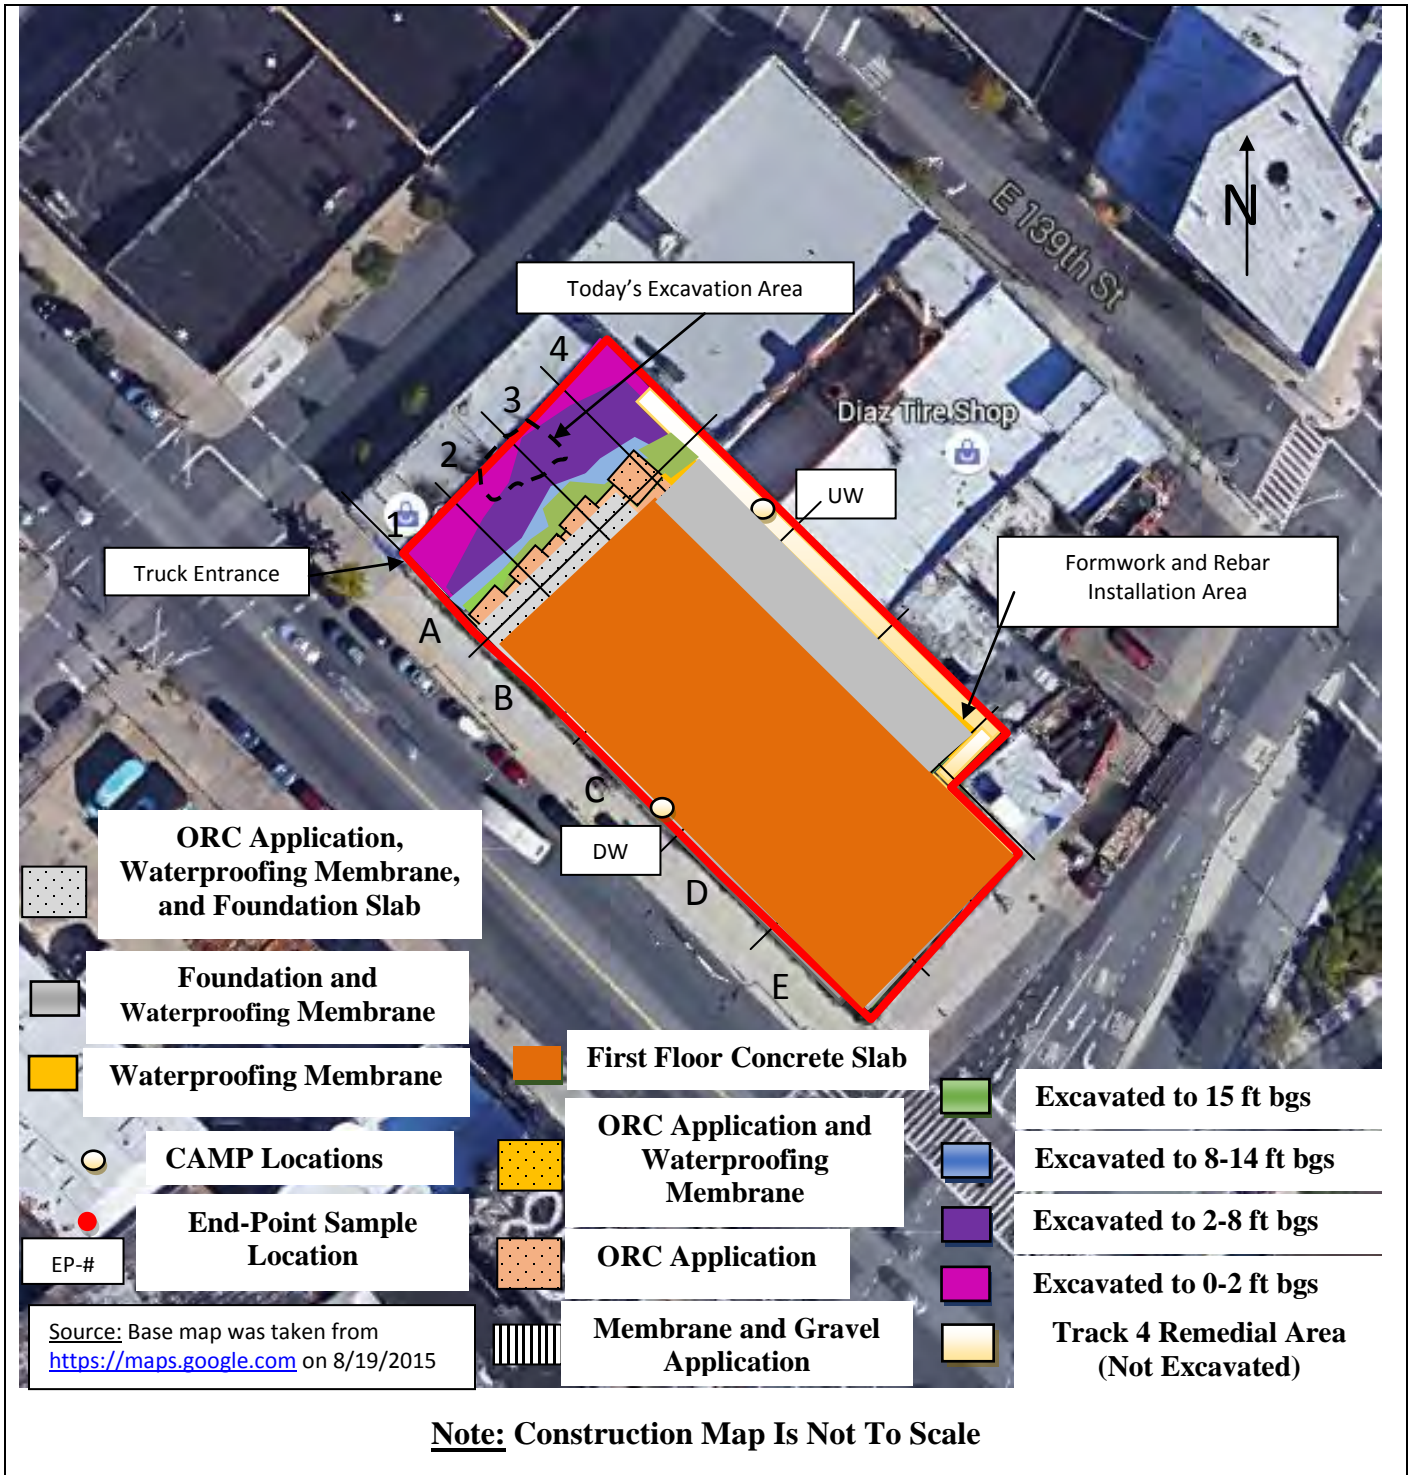 E 139th St
N
Today's Excavation Area
4
3
2
1
Diaz Tire Shop
UW
Truck Entrance
Formwork and Rebar
Installation Area
A
B
C
DW
D
E
ORC Application,
Waterproofing Membrane,
and Foundation Slab
Foundation and
Waterproofing Membrane
Waterproofing Membrane
CAMP Locations
End-Point Sample
Location
EP-#
First Floor Concrete Slab
ORC Application and
Waterproofing
Membrane
ORC Application
Membrane and Gravel
Application
Excavated to 15 ft bgs
Excavated to 8-14 ft bgs
Excavated to 2-8 ft bgs
Excavated to 0-2 ft bgs
Track 4 Remedial Area
(Not Excavated)
Source: Base map was taken from
https://maps.google.com on 8/19/2015
Note: Construction Map Is Not To Scale